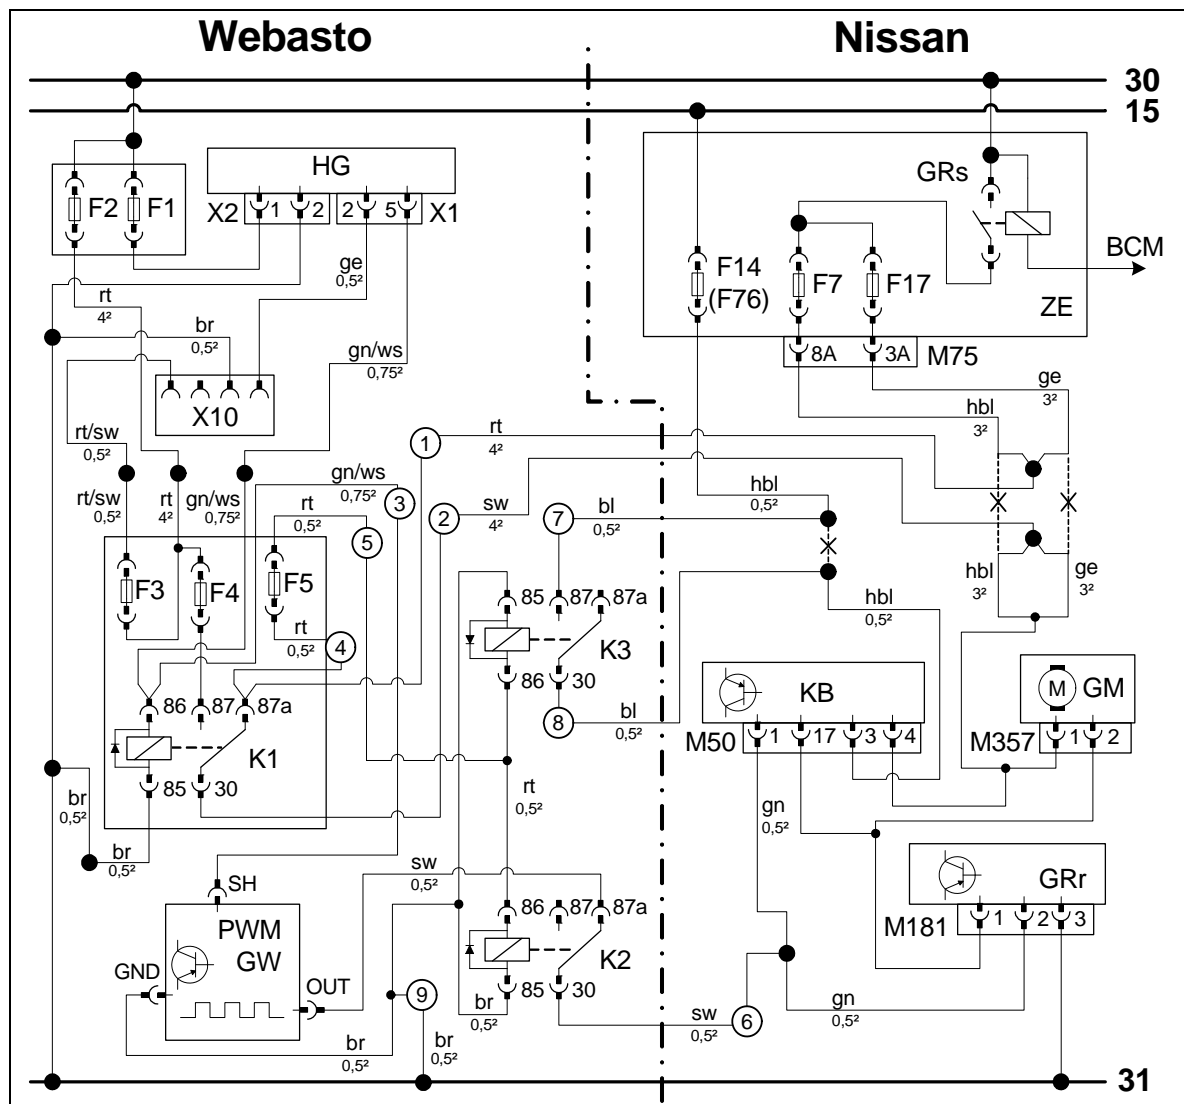 Webasto
Nissan
30
15
HG
GRs
F2 F1
X2 1 2 2 5 X1
BCM
F14
(F76)
F7 F17
ZE
ge
0,5²
rt
4²
br
0,5²
gn/ws
0,75²
8A 3A M75
X10
ge
3²
hbl
3²
rt/sw
0,5²
1
rt
4²
rt/sw
0,5²
rt
4²
gn/ws
0,75²
gn/ws
0,75²
3
rt
0,5²
5
2
sw
4²
7
bl
0,5²
hbl
0,5²
F3 F4 F5
hbl
3²
ge
3²
85 87 87a
hbl
0,5²
rt
0,5²
4
K3
86 30
86 87 87a
K1
85 30
8
bl
0,5²
KB
M
GM
M50 1 17 3 4
M357 1 2
br
0,5²
rt
0,5²
gn
0,5²
br
0,5²
sw
0,5²
SH
GRr
M181 1 2 3
86 87 87a
PWM
GW
K2
GND
OUT
85 30
9
br
0,5²
sw
0,5²
6
gn
0,5²
br
0,5²
br
0,5²
31